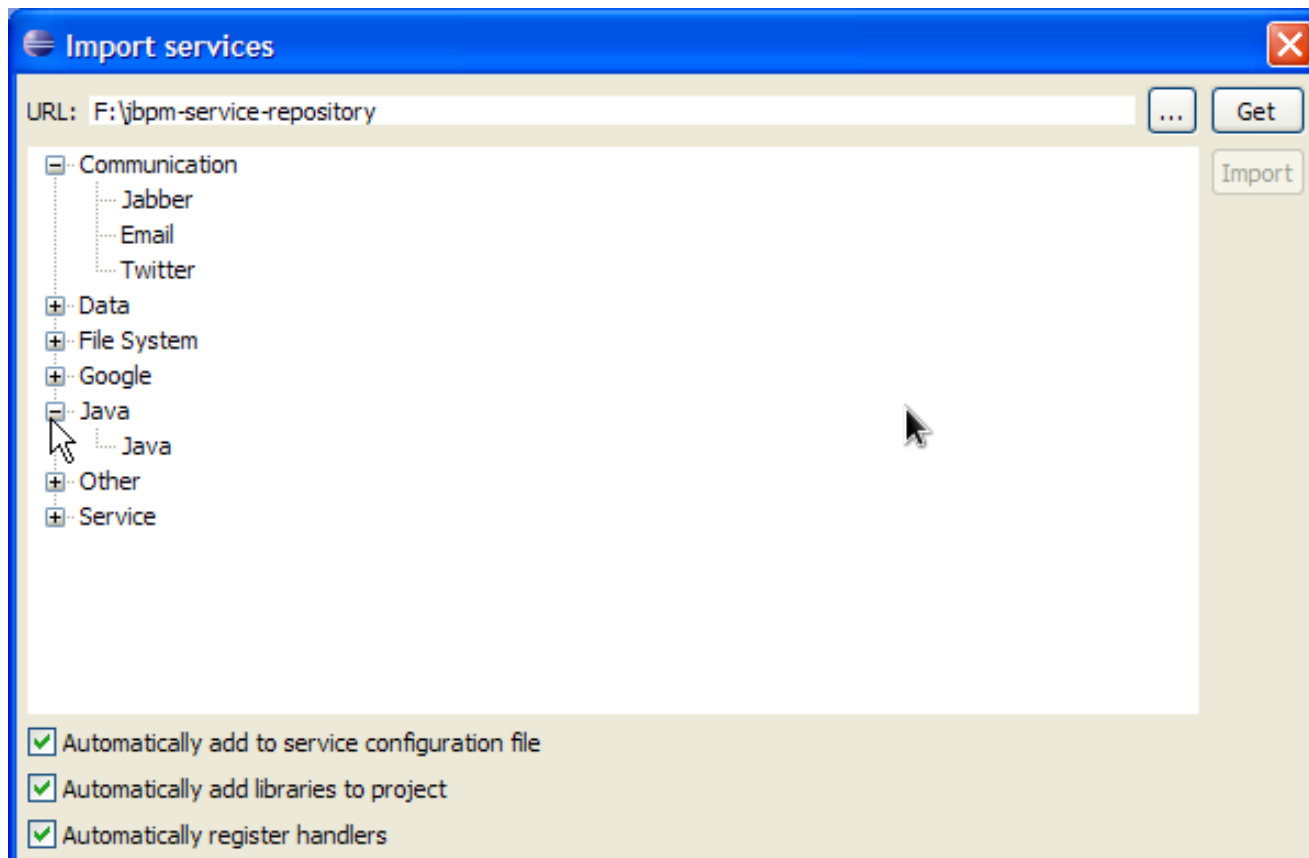 Import services
URL: F:\jbpm-service-repository ... Get
Import
Communication
Jabber
Email
Twitter
Data
File System
Google
Java
Java
Other
Service
Automatically add to service configuration file
Automatically add libraries to project
Automatically register handlers